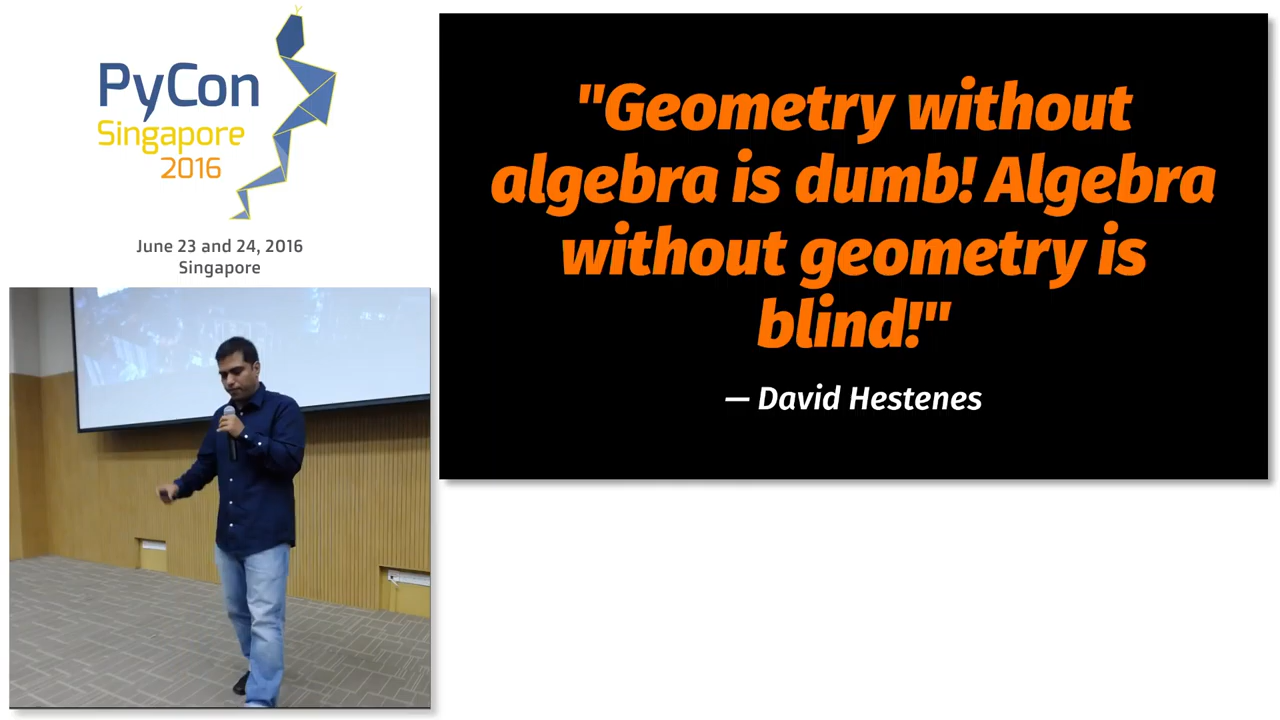 PyCon
Singapore
2016
June 23 and 24, 2016
Singapore
"Geometry without
algebra is dumb! Algebra
without geometry is
blind!"
— David Hestenes